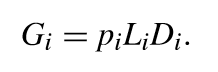 G_i = p_i L_i D_i.